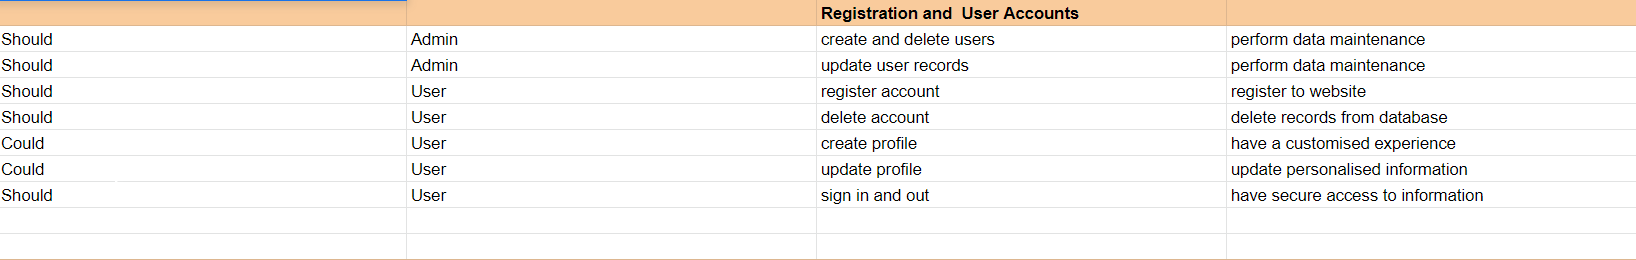 Registration and  User Accounts
Should Admin create and delete users perform data maintenance
Should Admin update user records perform data maintenance
Should User register account register to website
Should User delete account delete records from database
Could User create profile have a customised experience
Could User update profile update personalised information
Should User sign in and out have secure access to information